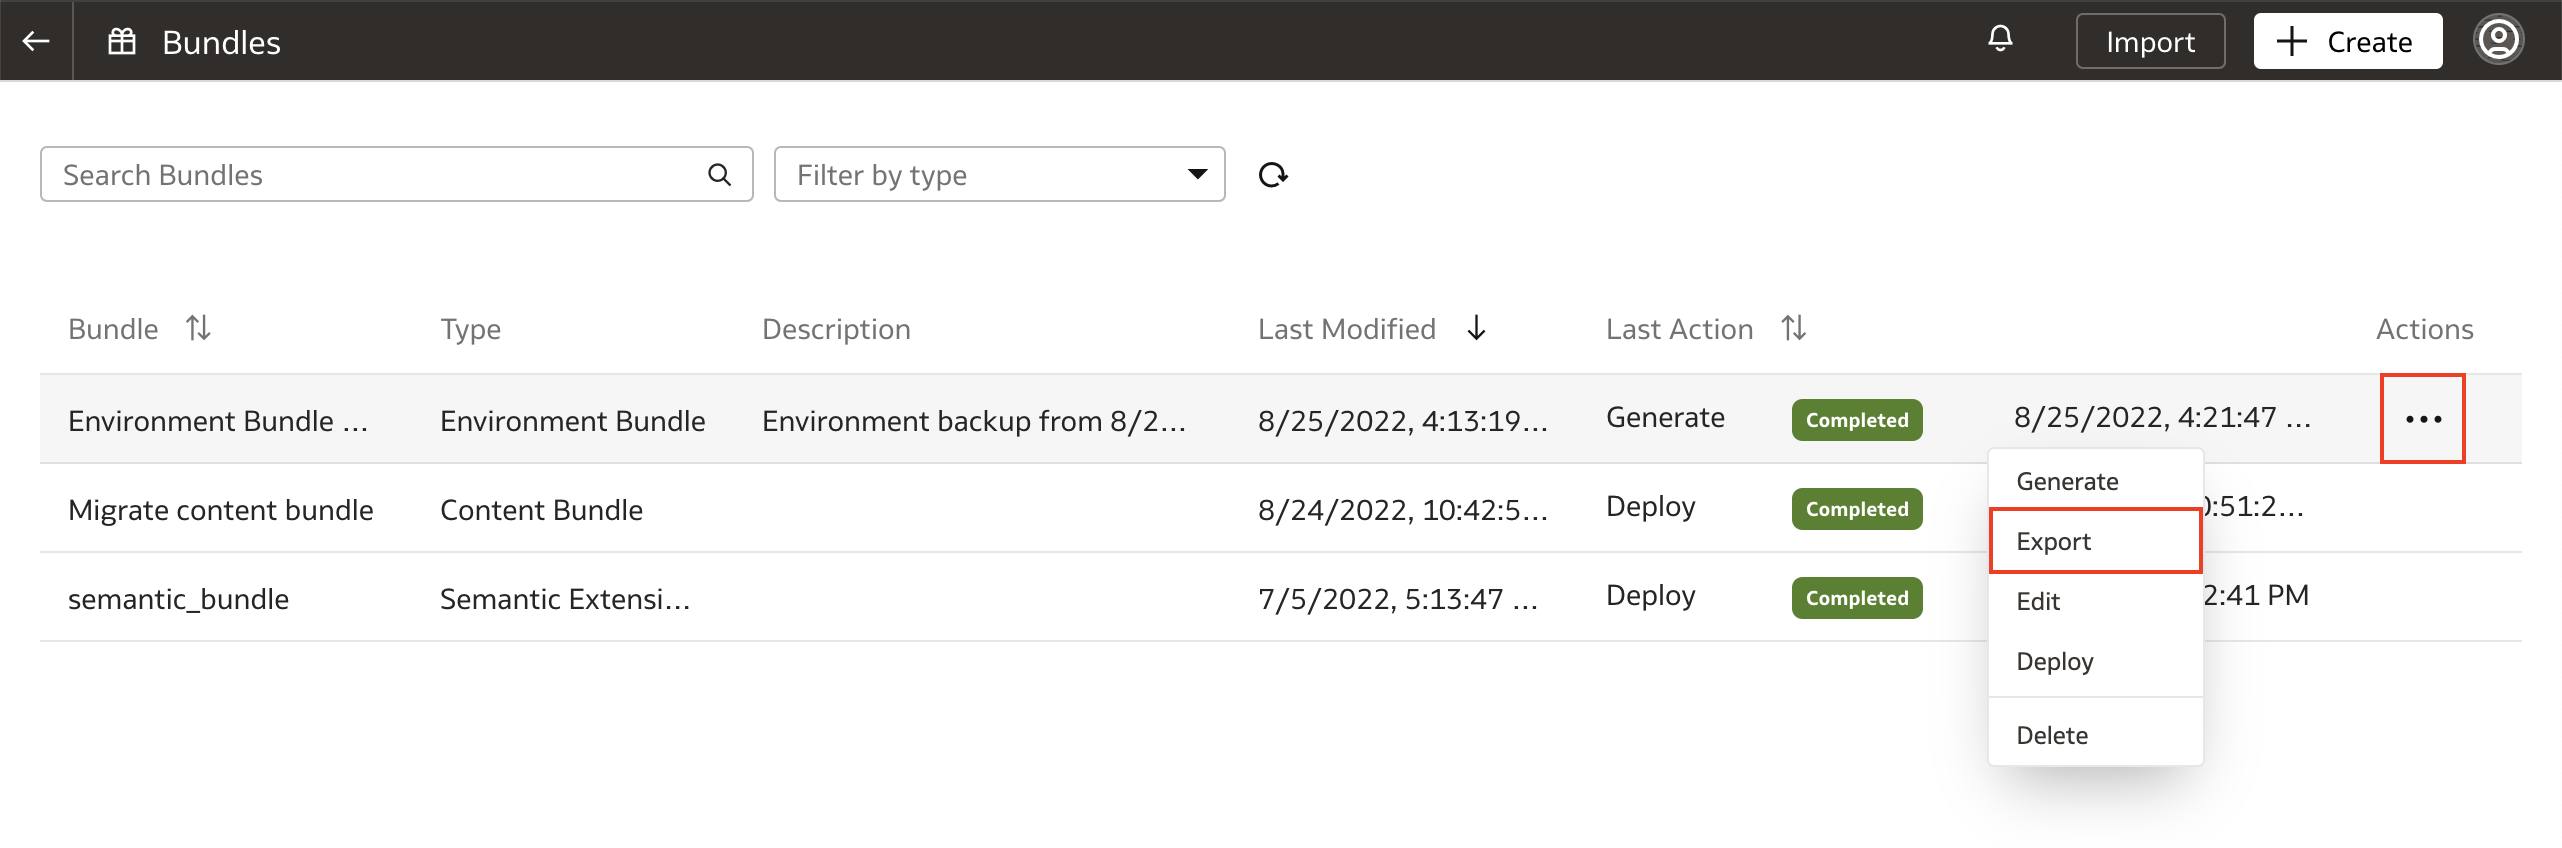 Bundles
Import
Create
Search Bundles
Filter by type
Bundle Type Description Last Modified Last Action Actions
Environment Bundle ... Environment Bundle Environment backup from 8/2... 8/25/2022, 4:13:19... Generate Completed 8/25/2022, 4:21:47 ...
Migrate content bundle Content Bundle 8/24/2022, 10:42:5... Deploy Completed :51:2...
semantic_bundle Semantic Extensi... 7/5/2022, 5:13:47 ... Deploy Completed 2:41 PM
Generate
Export
Edit
Deploy
Delete